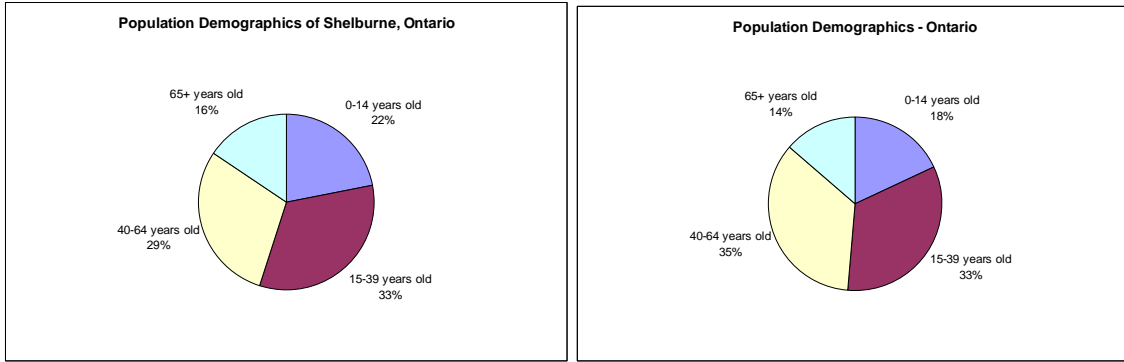 Population Demographics of Shelburne, Ontario
65+ years old
16%
0-14 years old
22%
40-64 years old
29%
15-39 years old
33%
Population Demographics - Ontario
65+ years old
14%
0-14 years old
18%
40-64 years old
35%
15-39 years old
33%